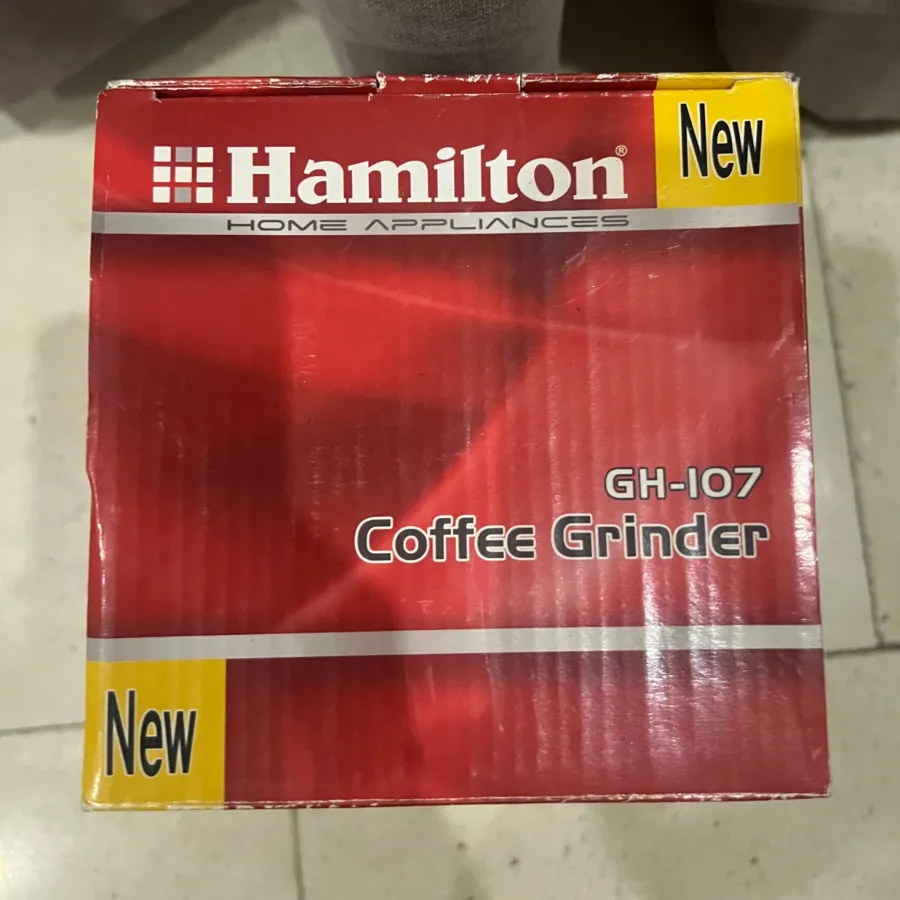 Hamilton®
New
HOME APPLIANCES
GH-107
Coffee Grinder
New